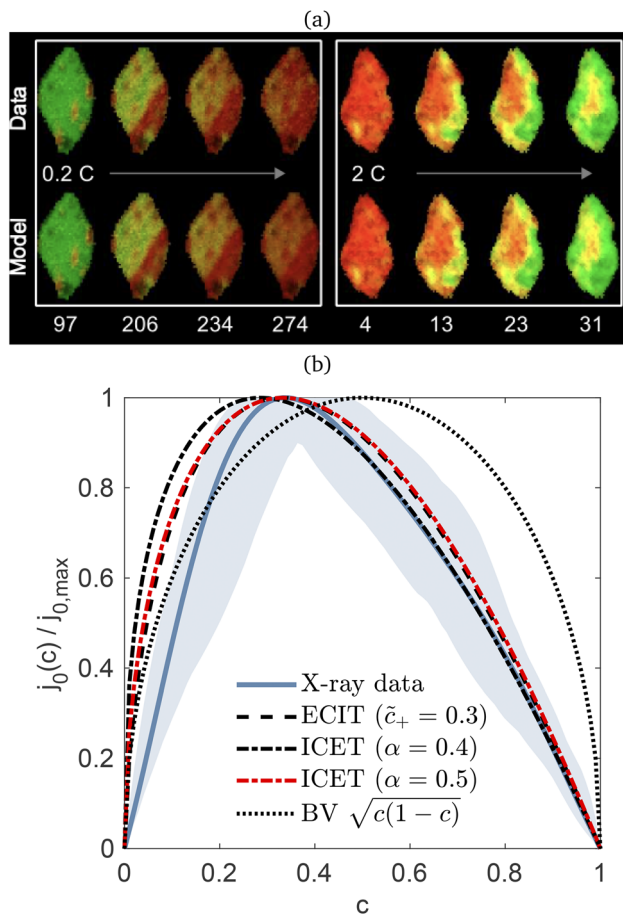 (a)
Data
0.2 C
2 C
Model
97 206 234 274 4 13 23 31
(b)
1
0.8
0.6
0.4
0.2
0
j₀(c) / j₀,max
X-ray data
ECIT (c̃₊ = 0.3)
ICET (α = 0.4)
ICET (α = 0.5)
BV √c(1 − c)
0 0.2 0.4 0.6 0.8 1
c